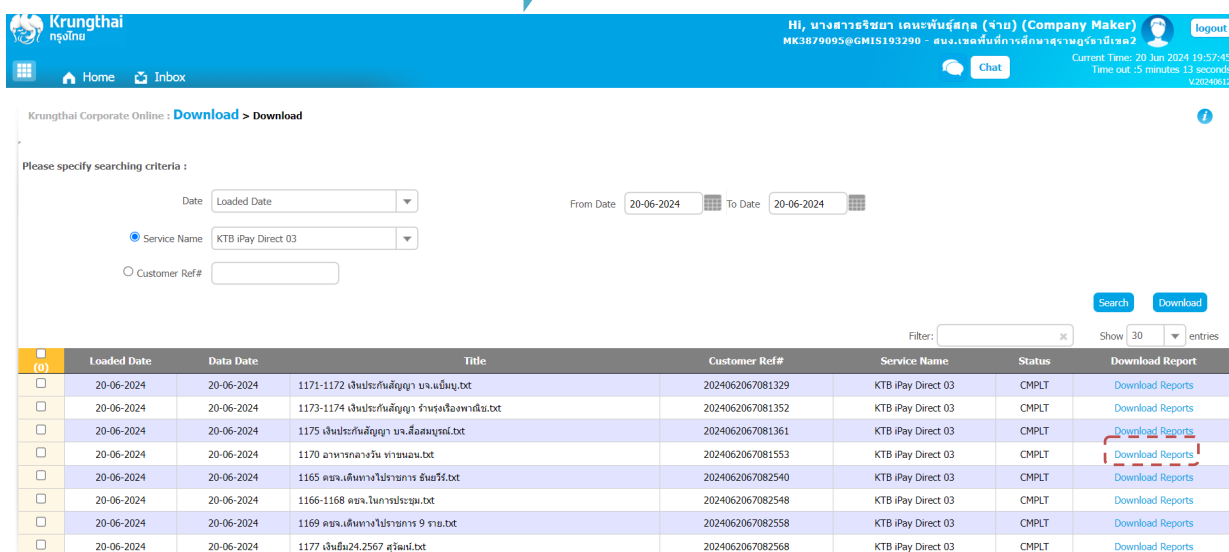 Krungthai
กรุงไทย
Hi, นางสาวธริชยา เดนะพันธุ์สกุล (จ่าย) (Company Maker)
MK3879095@GMIS193290 - สนง.เขตพื้นที่การศึกษาสุราษฎร์ธานีเขต2
logout
Home Inbox
Chat
Current Time: 20 Jun 2024 19:57:45
Time out :5 minutes 13 seconds
V.20240612
Krungthai Corporate Online : Download > Download
Please specify searching criteria :
Date Loaded Date From Date 20-06-2024 To Date 20-06-2024
Service Name KTB iPay Direct 03
Customer Ref#
Search Download
Filter: Show 30 entries
(0) Loaded Date Data Date Title Customer Ref# Service Name Status Download Report
20-06-2024 20-06-2024 1171-1172 เงินประกันสัญญา บจ.แบ็มบู.txt 2024062067081329 KTB iPay Direct 03 CMPLT Download Reports
20-06-2024 20-06-2024 1173-1174 เงินประกันสัญญา ร้านรุ่งเรืองพาณิช.txt 2024062067081352 KTB iPay Direct 03 CMPLT Download Reports
20-06-2024 20-06-2024 1175 เงินประกันสัญญา บจ.สื่อสมบูรณ์.txt 2024062067081361 KTB iPay Direct 03 CMPLT Download Reports
20-06-2024 20-06-2024 1170 อาหารกลางวัน ท่าขนอน.txt 2024062067081553 KTB iPay Direct 03 CMPLT Download Reports
20-06-2024 20-06-2024 1165 คชจ.เดินทางไปราชการ ธันยวีร์.txt 2024062067082540 KTB iPay Direct 03 CMPLT Download Reports
20-06-2024 20-06-2024 1166-1168 คชจ.ในการประชุม.txt 2024062067082548 KTB iPay Direct 03 CMPLT Download Reports
20-06-2024 20-06-2024 1169 คชจ.เดินทางไปราชการ 9 ราย.txt 2024062067082558 KTB iPay Direct 03 CMPLT Download Reports
20-06-2024 20-06-2024 1177 เงินยืม24.2567 สุวัฒน์.txt 2024062067082568 KTB iPay Direct 03 CMPLT Download Reports